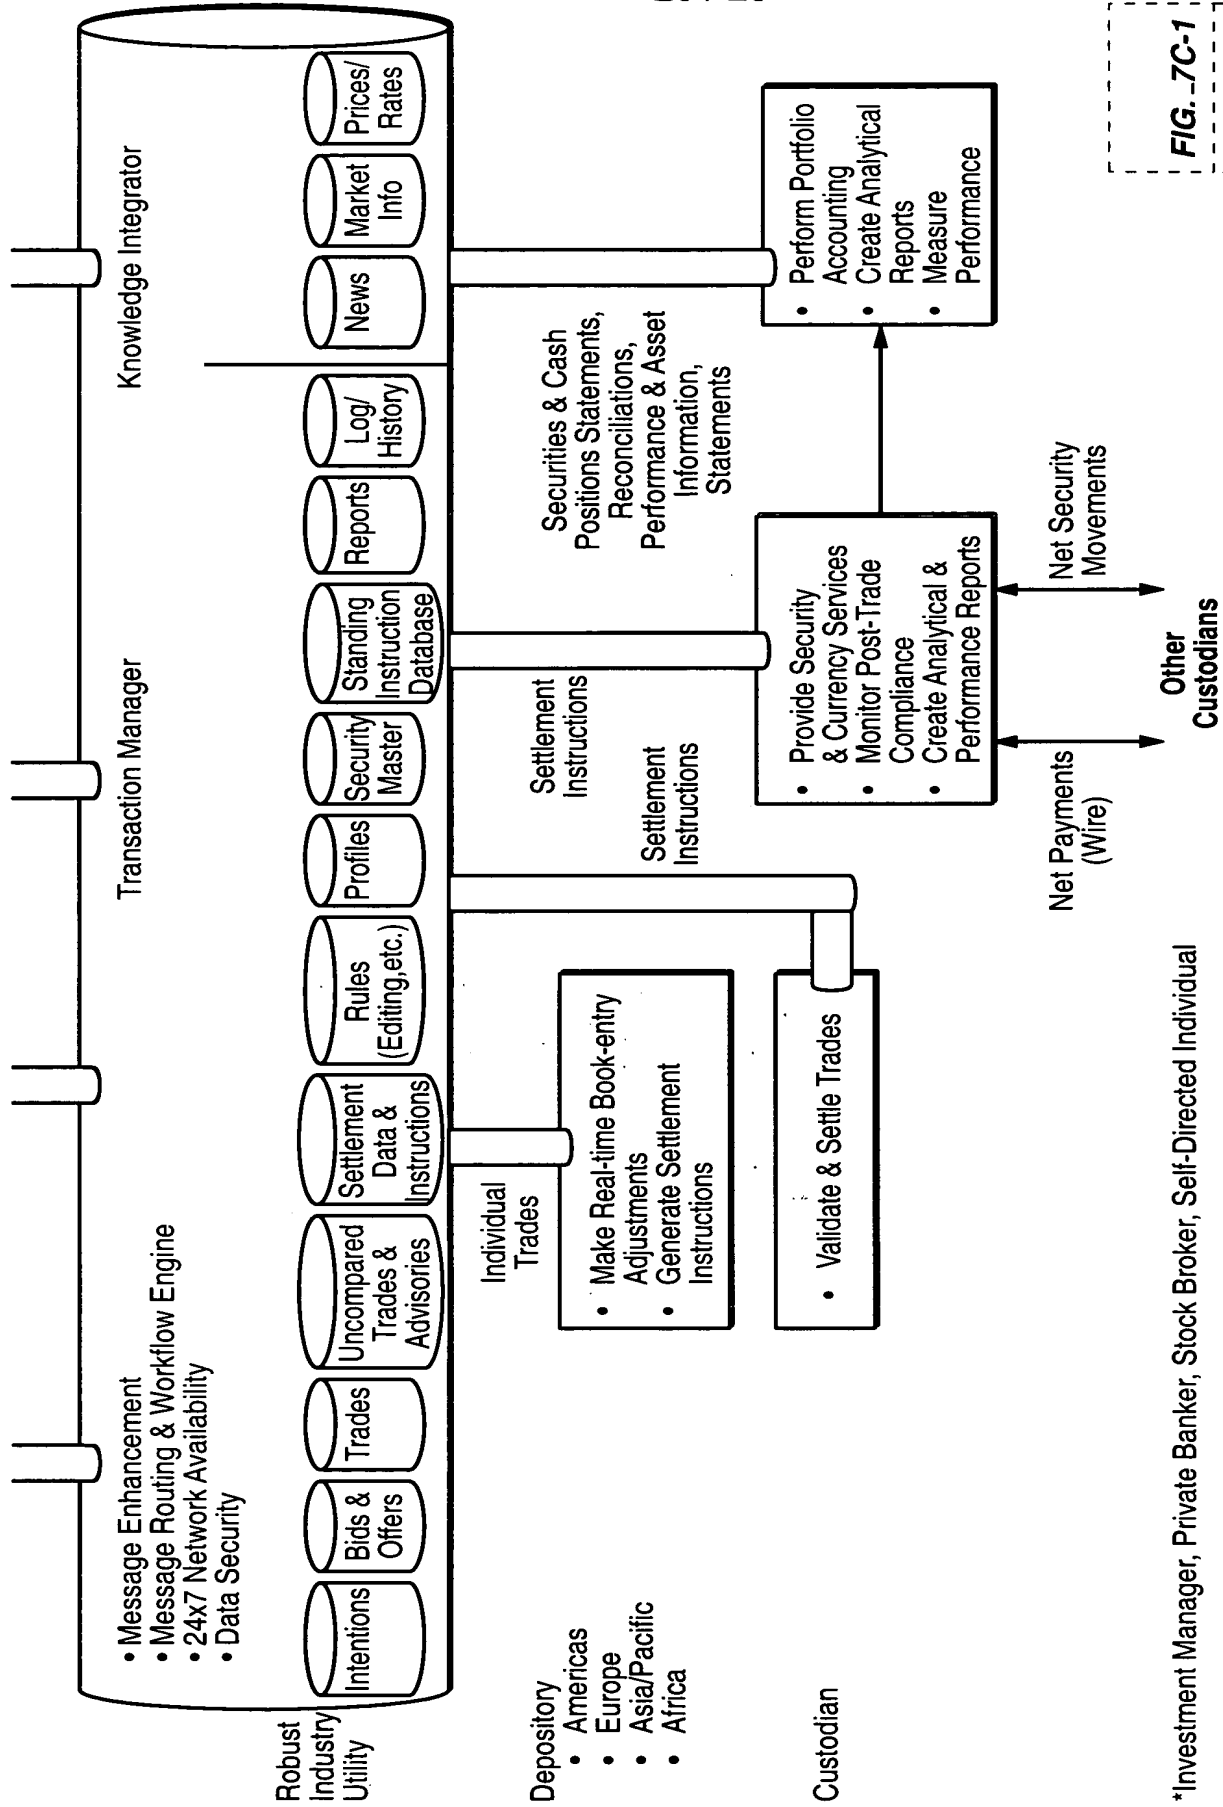 Transaction Manager
Knowledge Integrator
• Message Enhancement
• Message Routing & Workflow Engine
• 24x7 Network Availability
• Data Security
Robust
Industry
Utility
Intentions
Bids &
Offers
Trades
Uncompared
Trades &
Advisories
Settlement
Data &
Instructions
Rules
(Editing,etc.)
Profiles
Security
Master
Standing
Instruction
Database
Reports
Log/
History
News
Market
Info
Prices/
Rates
Depository
• Americas
• Europe
• Asia/Pacific
• Africa
Individual
Trades
• Make Real-time Book-entry
Adjustments
• Generate Settlement
Instructions
Settlement
Instructions
Settlement
Instructions
Securities & Cash
Positions Statements,
Reconciliations,
Performance & Asset
Information,
Statements
Custodian
• Validate & Settle Trades
• Provide Security
& Currency Services
• Monitor Post-Trade
Compliance
• Create Analytical &
Performance Reports
• Perform Portfolio
Accounting
• Create Analytical
Reports
• Measure
Performance
Net Payments
(Wire)
Net Security
Movements
Other
Custodians
*Investment Manager, Private Banker, Stock Broker, Self-Directed Individual
FIG._7C-1